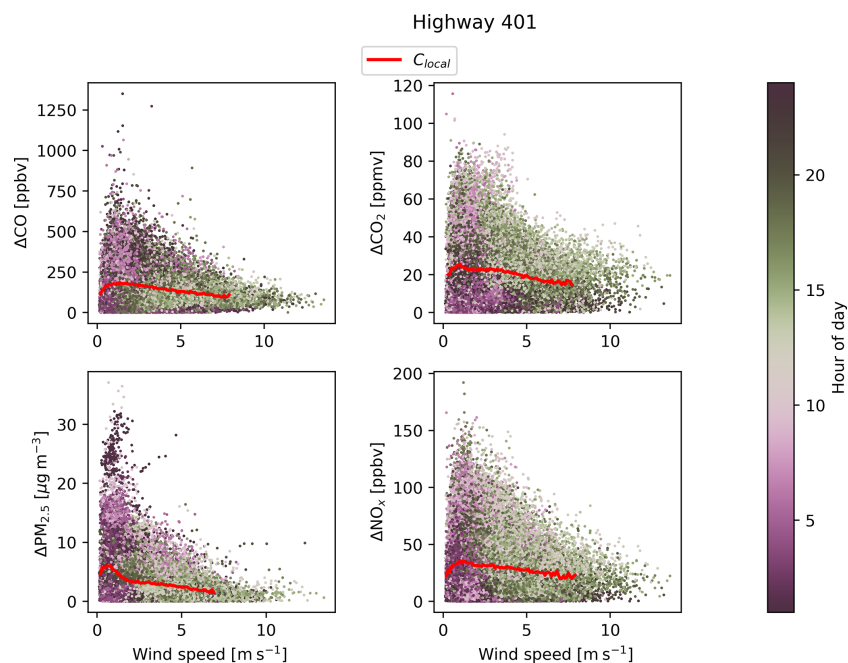 Highway 401
C_local
ΔCO [ppbv]
1250
1000
750
500
250
0
0 5 10
ΔCO₂ [ppmv]
120
100
80
60
40
20
0
0 5 10
ΔPM₂.₅ [μg m⁻³]
30
20
10
0
0 5 10
Wind speed [m s⁻¹]
ΔNOₓ [ppbv]
200
150
100
50
0
0 5 10
Wind speed [m s⁻¹]
20
15
10
5
Hour of day